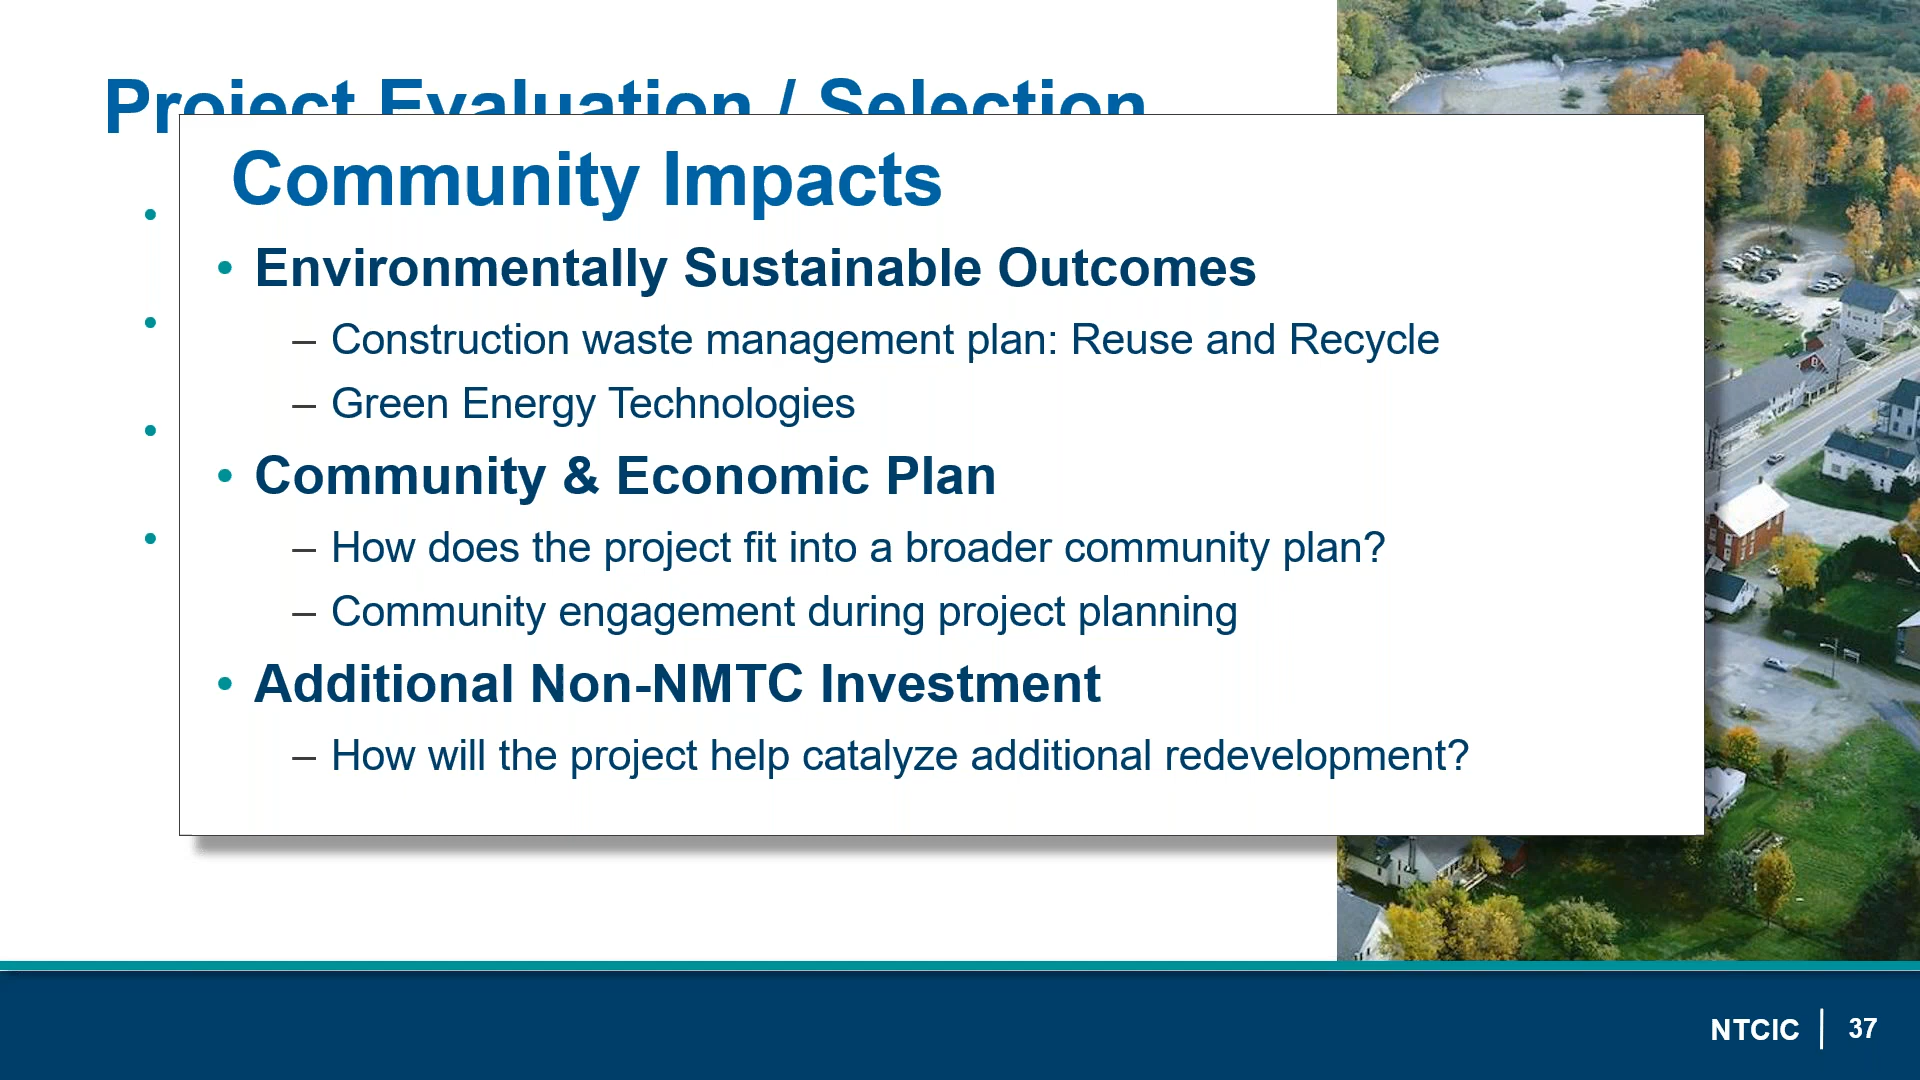 Project Evaluation / Selection
Community Impacts
• Environmentally Sustainable Outcomes
– Construction waste management plan: Reuse and Recycle
– Green Energy Technologies
• Community & Economic Plan
– How does the project fit into a broader community plan?
– Community engagement during project planning
• Additional Non-NMTC Investment
– How will the project help catalyze additional redevelopment?
NTCIC | 37